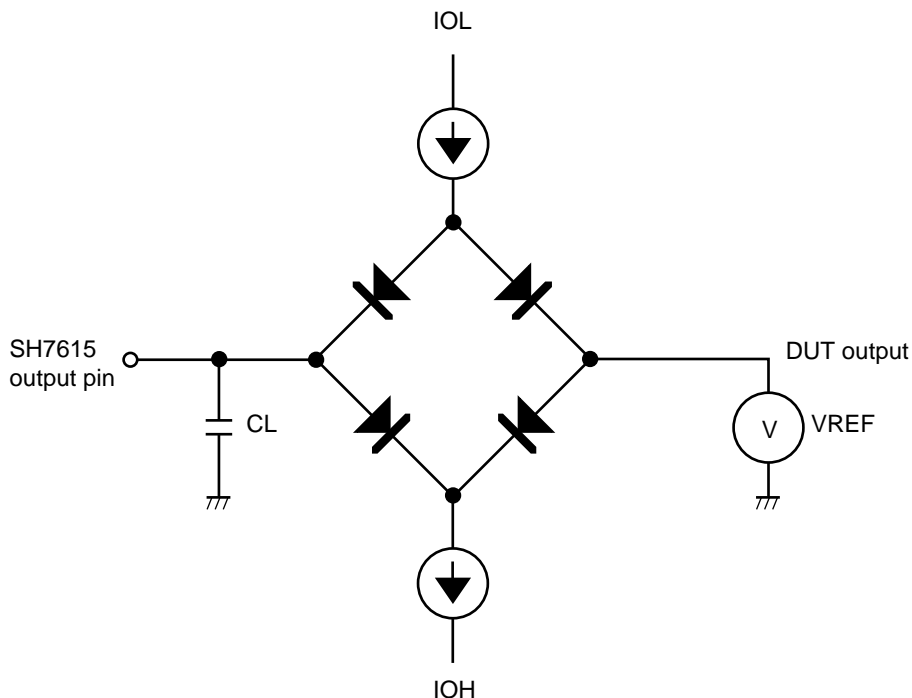 IOL
SH7615
output pin
CL
DUT output
V
VREF
IOH